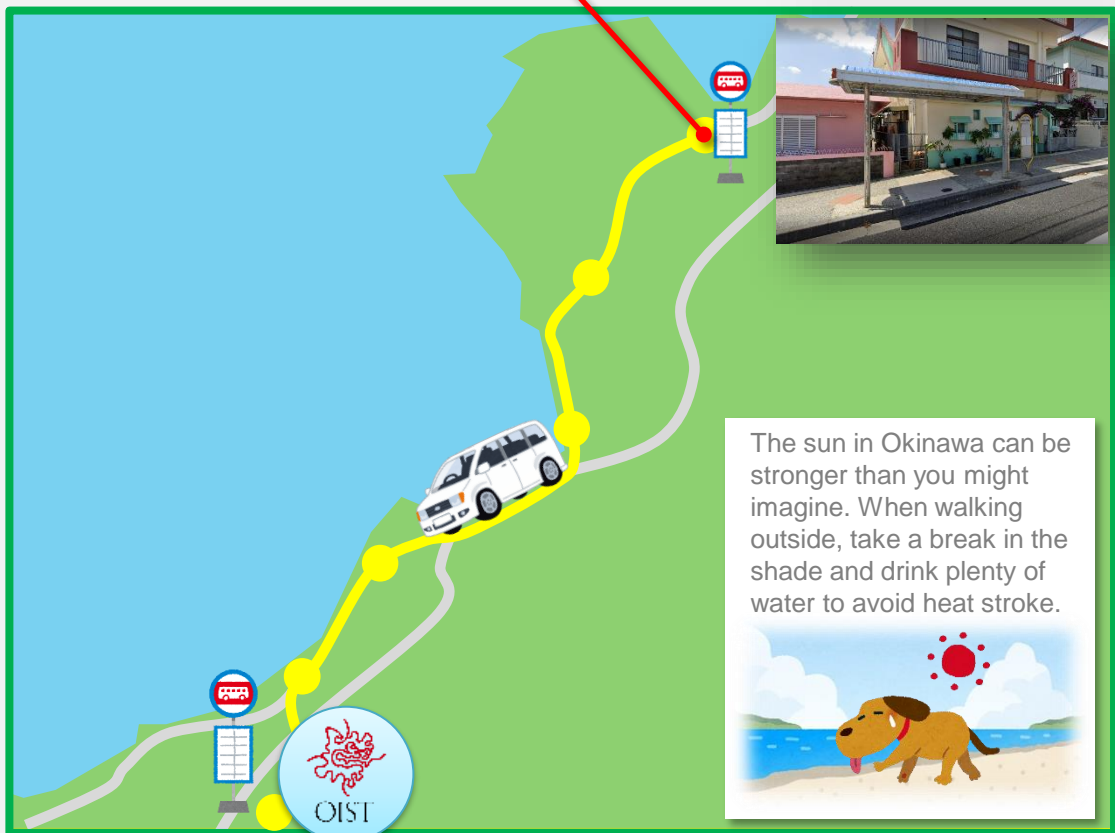 The sun in Okinawa can be
stronger than you might
imagine. When walking
outside, take a break in the
shade and drink plenty of
water to avoid heat stroke.
OIST